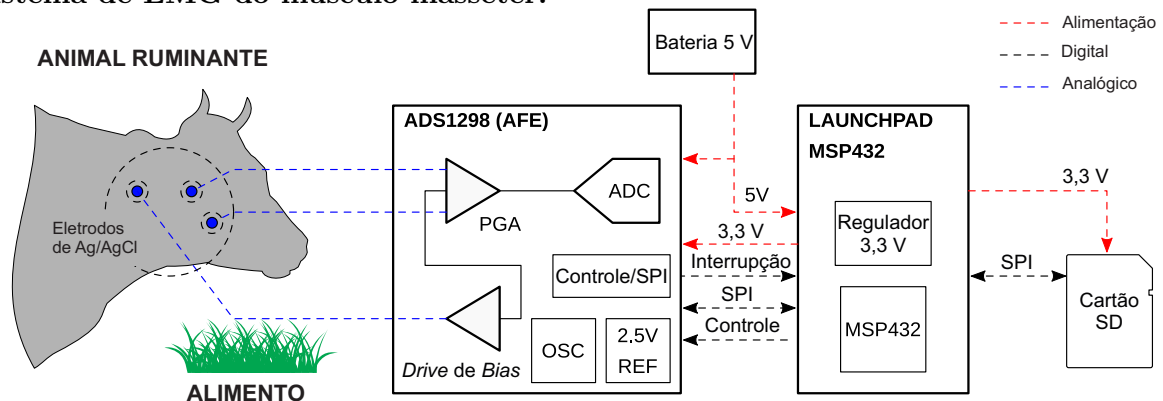 sistema de EMG do músculo masseter.
ANIMAL RUMINANTE
Eletrodos
de Ag/AgCl
ALIMENTO
Bateria 5 V
Alimentação
Digital
Analógico
ADS1298 (AFE)
PGA
ADC
Controle/SPI
OSC
2,5V
REF
Drive de Bias
5V
3,3 V
Interrupção
SPI
Controle
LAUNCHPAD
MSP432
Regulador
3,3 V
MSP432
3,3 V
SPI
Cartão
SD